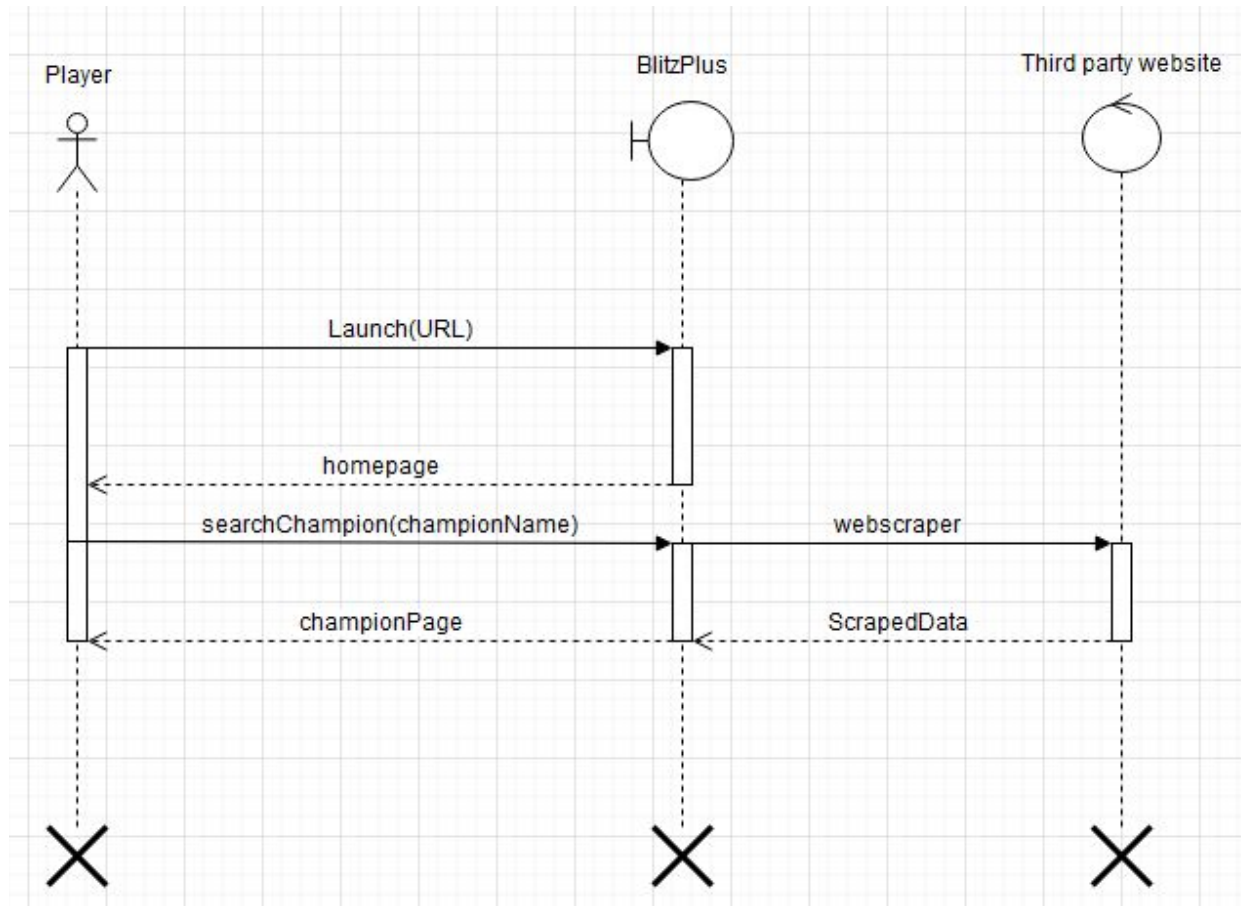 Player
BlitzPlus
Third party website
Launch(URL)
homepage
searchChampion(championName)
webscraper
championPage
ScrapedData